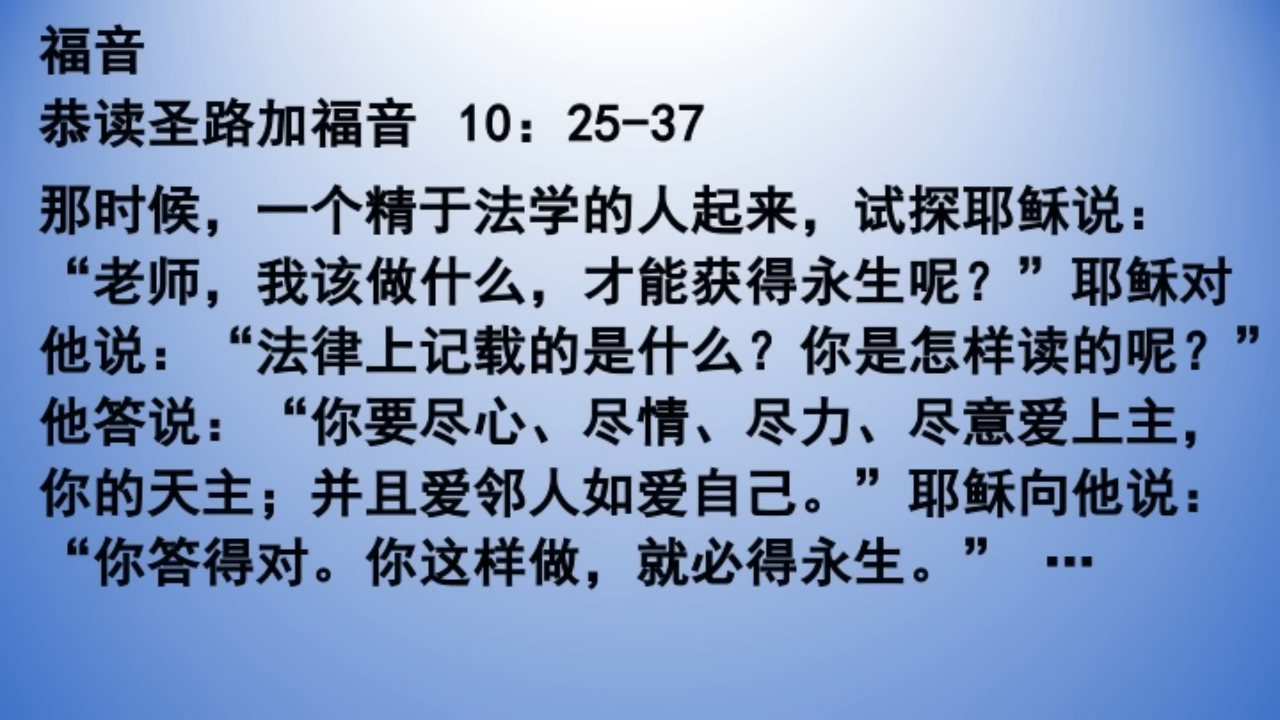 福音
恭读圣路加福音 10：25-37
那时候，一个精于法学的人起来，试探耶稣说：
“老师，我该做什么，才能获得永生呢？”耶稣对
他说：“法律上记载的是什么？你是怎样读的呢？”
他答说：“你要尽心、尽情、尽力、尽意爱上主，
你的天主；并且爱邻人如爱自己。”耶稣向他说：
“你答得对。你这样做，就必得永生。” …